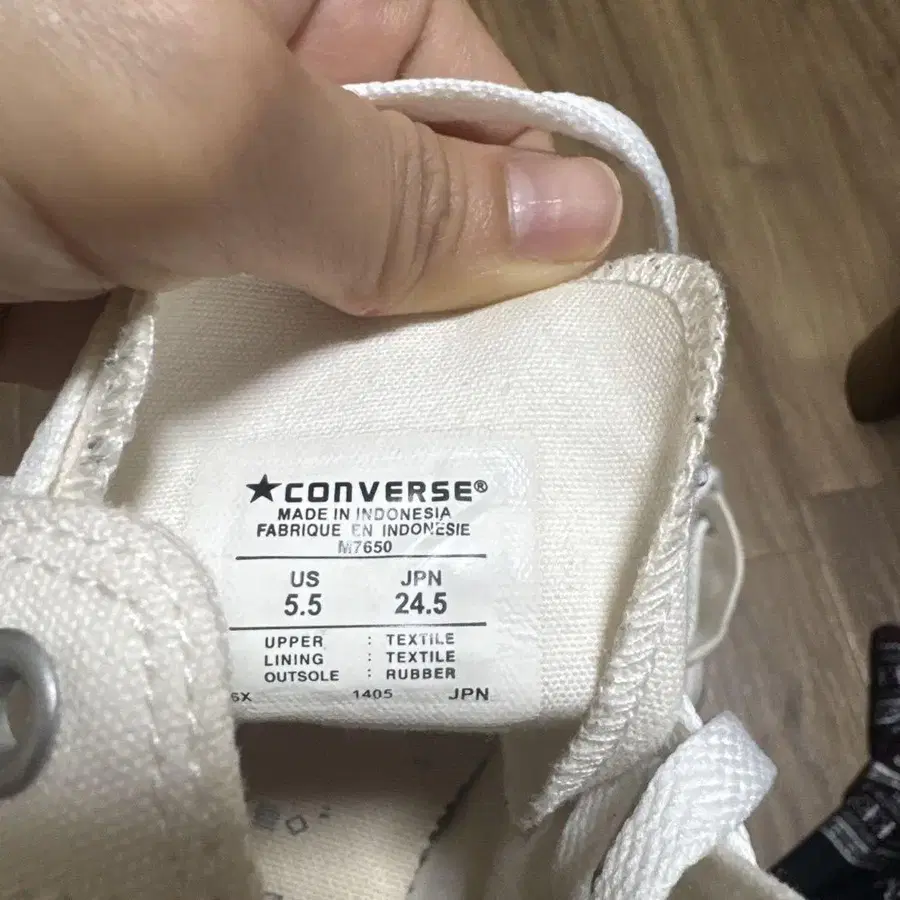 ★CONVERSE®
MADE IN INDONESIA
FABRIQUE EN INDONESIE
M7650
US JPN
5.5 24.5
UPPER : TEXTILE
LINING : TEXTILE
OUTSOLE : RUBBER
6X 1405 JPN